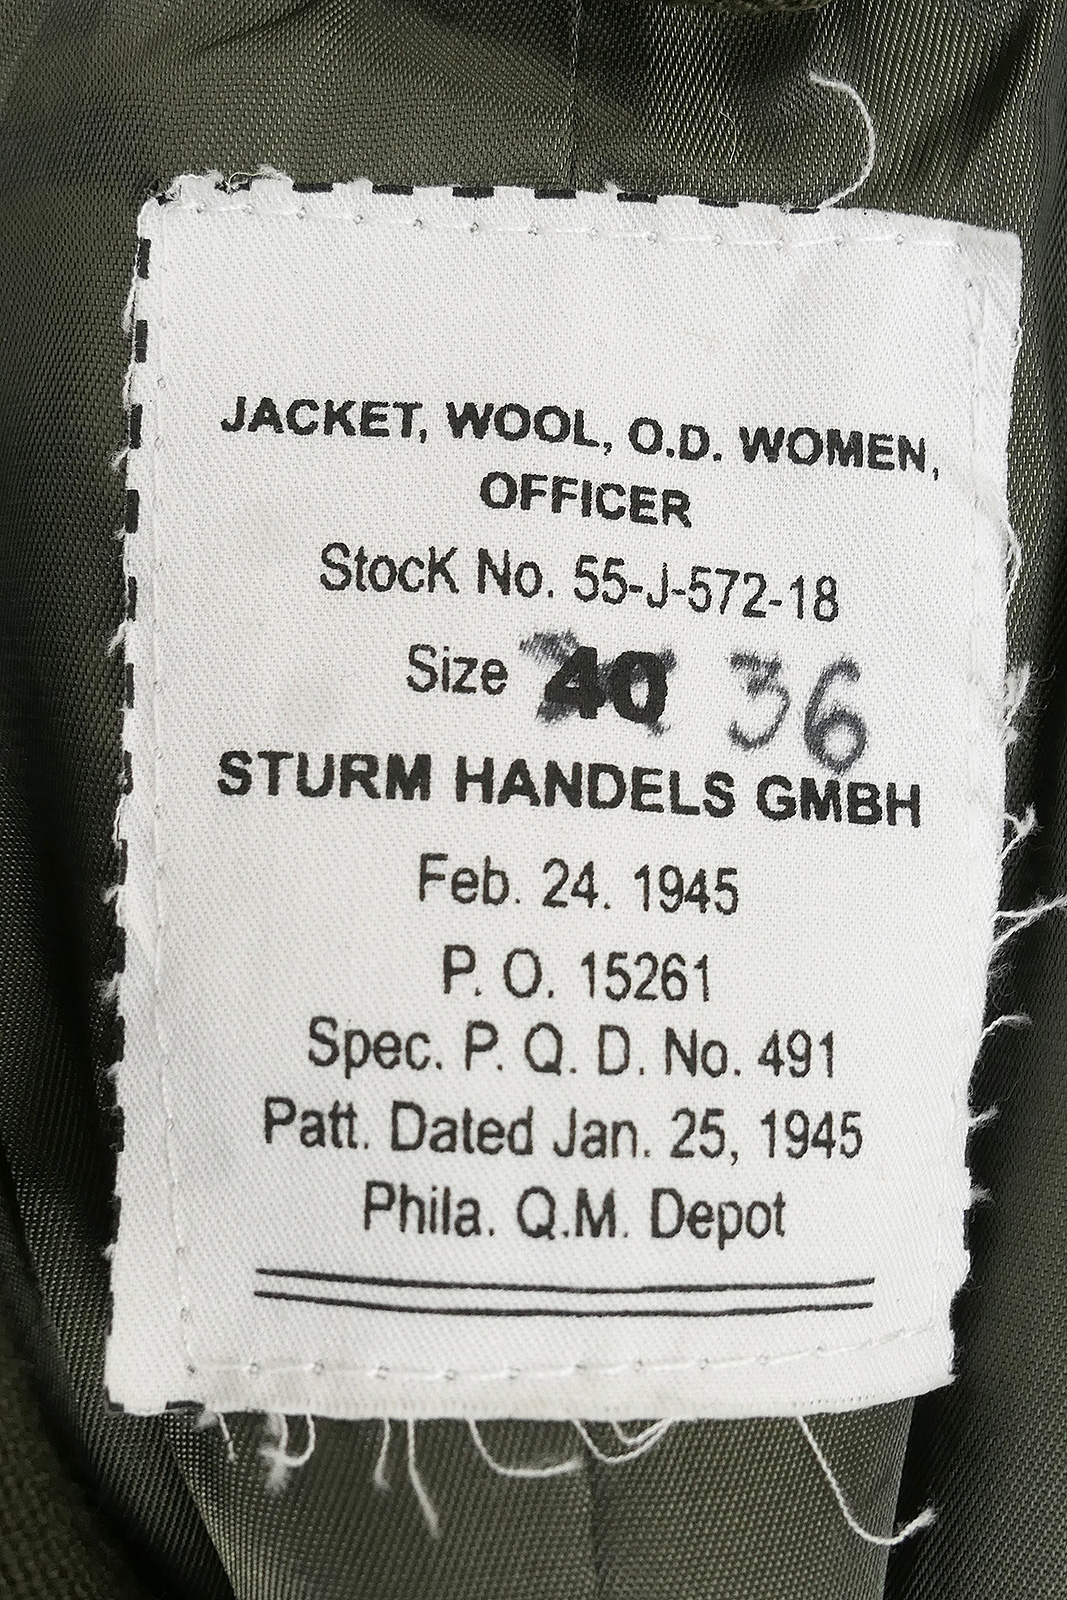 JACKET, WOOL, O.D. WOMEN,
OFFICER
StocK No. 55-J-572-18
Size 40 36
STURM HANDELS GMBH
Feb. 24. 1945
P. O. 15261
Spec. P. Q. D. No. 491
Patt. Dated Jan. 25, 1945
Phila. Q.M. Depot